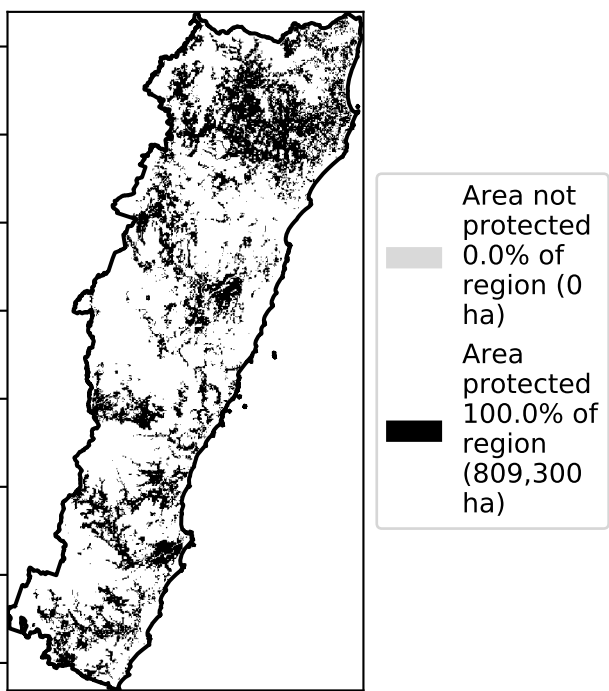 Area not
protected
0.0% of
region (0
ha)
Area
protected
100.0% of
region
(809,300
ha)